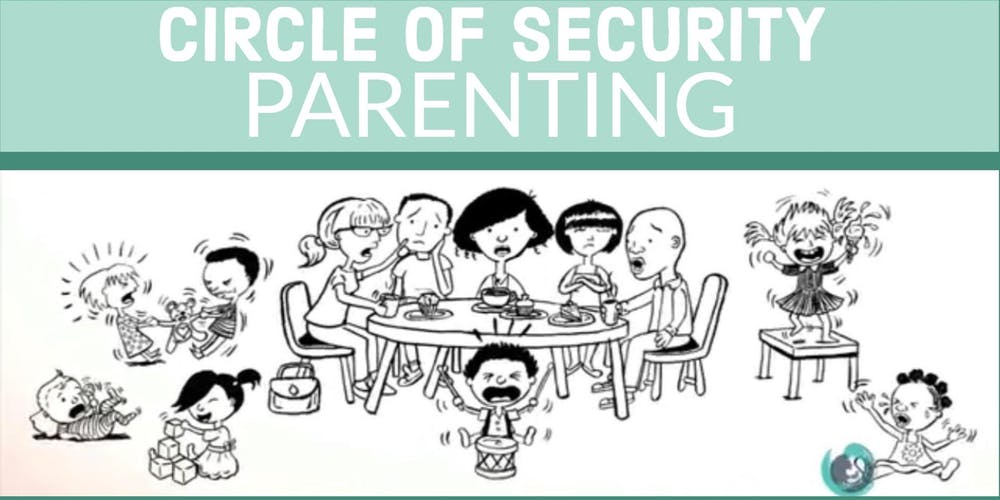 CIRCLE OF SECURITY
PARENTING